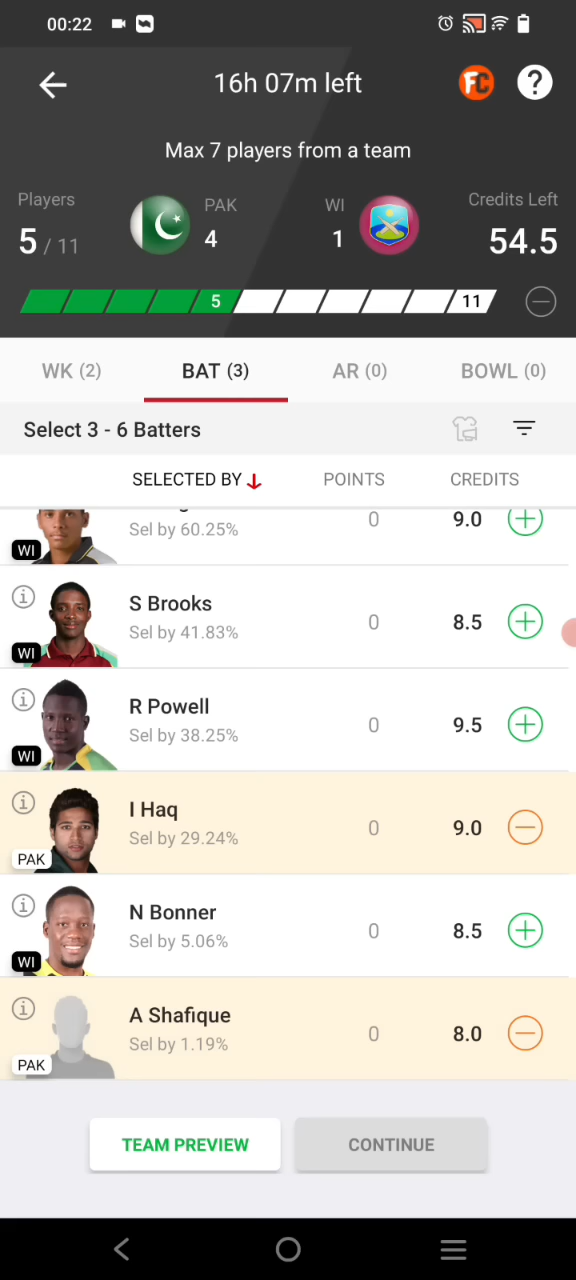 00:22
16h 07m left
FC
?
Max 7 players from a team
Players
PAK
WI
Credits Left
5 / 11
4
1
54.5
5
11
WK (2)
BAT (3)
AR (0)
BOWL (0)
Select 3 - 6 Batters
SELECTED BY
POINTS
CREDITS
Sel by 60.25%
0
9.0
WI
S Brooks
Sel by 41.83%
0
8.5
WI
R Powell
Sel by 38.25%
0
9.5
WI
I Haq
Sel by 29.24%
0
9.0
PAK
N Bonner
Sel by 5.06%
0
8.5
WI
A Shafique
Sel by 1.19%
0
8.0
PAK
TEAM PREVIEW
CONTINUE